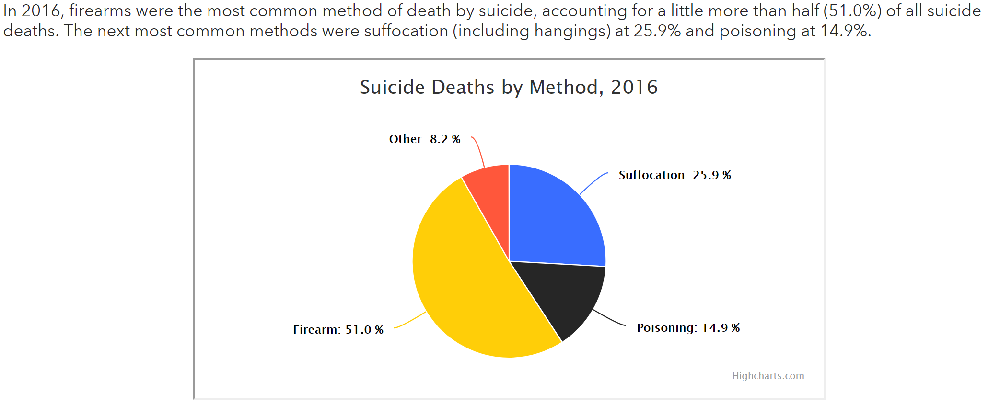 In 2016, firearms were the most common method of death by suicide, accounting for a little more than half (51.0%) of all suicide
deaths. The next most common methods were suffocation (including hangings) at 25.9% and poisoning at 14.9%.
Suicide Deaths by Method, 2016
Other: 8.2 %
Suffocation: 25.9 %
Poisoning: 14.9 %
Firearm: 51.0 %
Highcharts.com